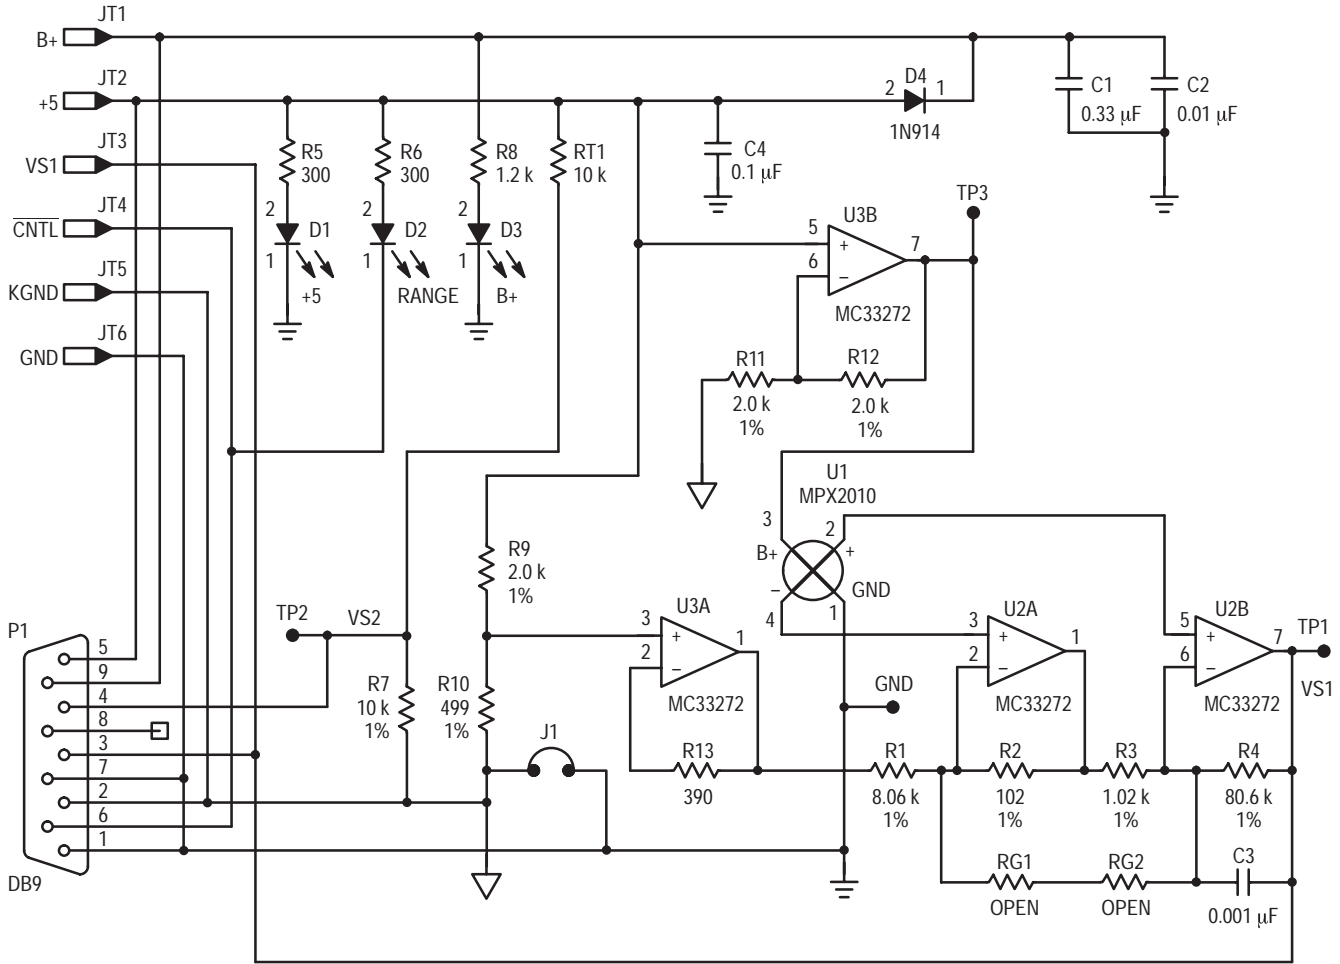 JT1
B+
JT2
+5
JT3
VS1
JT4
CNTL
JT5
KGND
JT6
GND
R5
300
2
D1
1
+5
R6
300
2
D2
1
RANGE
R8
1.2 k
2
D3
1
B+
RT1
10 k
C4
0.1 µF
2
D4
1
1N914
C1
0.33 µF
C2
0.01 µF
TP3
U3B
5
+
6
–
7
MC33272
R11
2.0 k
1%
R12
2.0 k
1%
U1
MPX2010
3
2
B+
+
–
GND
4
1
R9
2.0 k
1%
TP2
VS2
R7
10 k
1%
R10
499
1%
J1
U3A
3
+
2
–
1
MC33272
R13
390
GND
U2A
3
+
2
–
1
MC33272
U2B
5
+
6
–
7
MC33272
TP1
VS1
R1
8.06 k
1%
R2
102
1%
R3
1.02 k
1%
R4
80.6 k
1%
RG1
OPEN
RG2
OPEN
C3
0.001 µF
P1
5
9
4
8
3
7
2
6
1
DB9